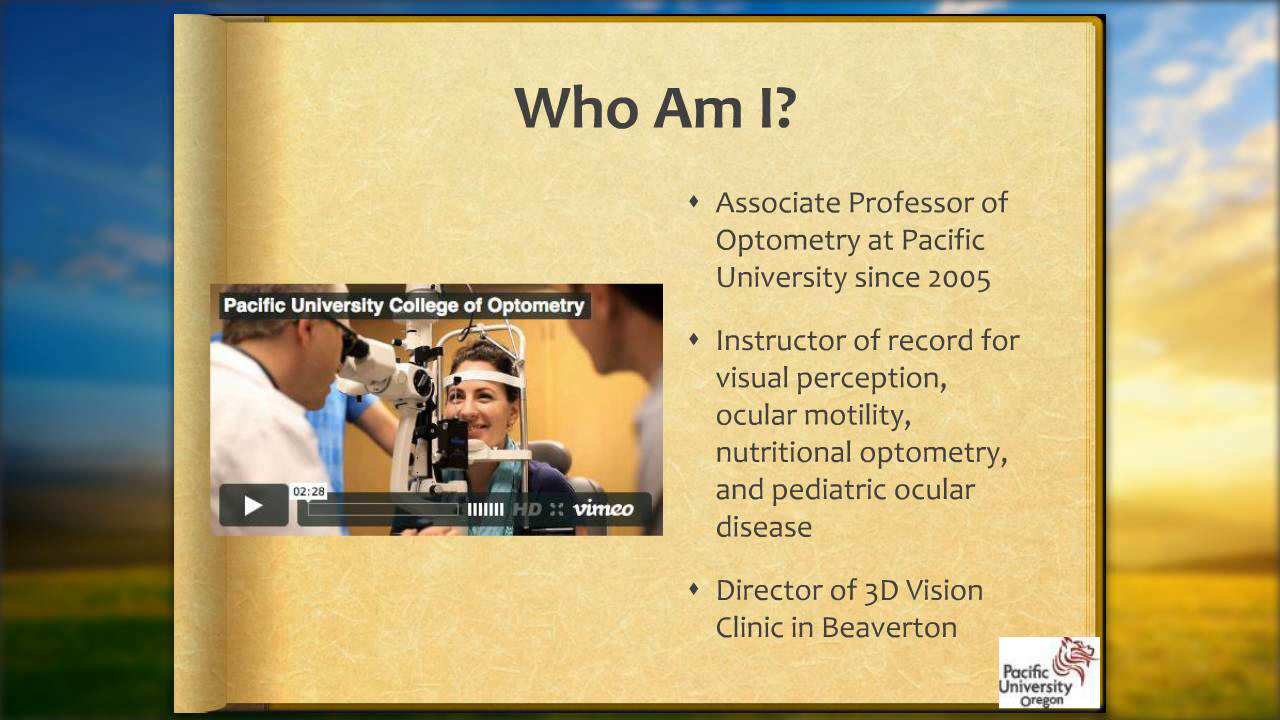 Who Am I?
Pacific University College of Optometry
02:28
HD
vimeo
Associate Professor of
Optometry at Pacific
University since 2005
Instructor of record for
visual perception,
ocular motility,
nutritional optometry,
and pediatric ocular
disease
Director of 3D Vision
Clinic in Beaverton
Pacific
University
Oregon